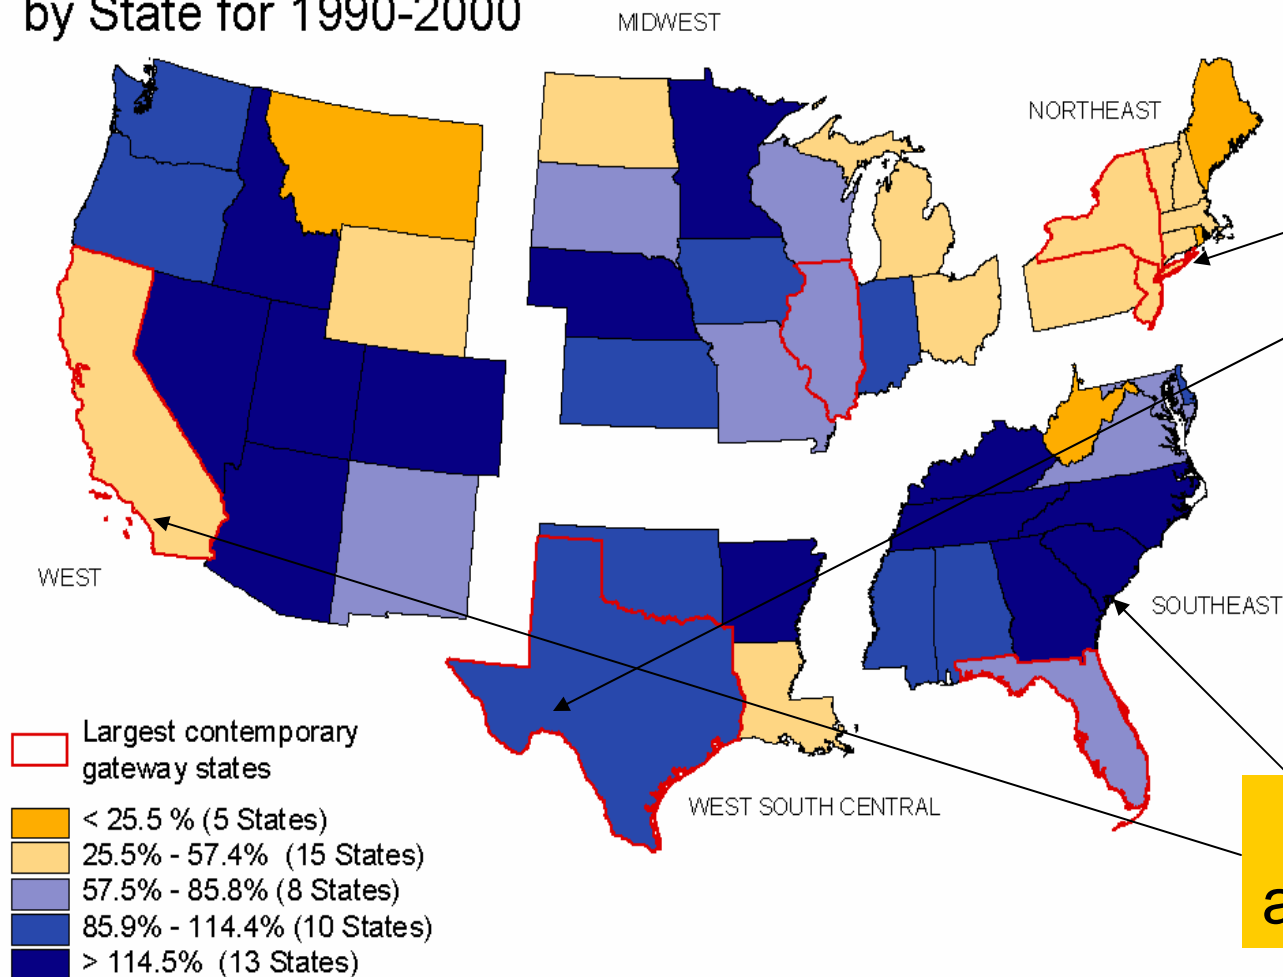 by State for 1990-2000
MIDWEST
NORTHEAST
WEST
SOUTHEAST
WEST SOUTH CENTRAL
Largest contemporary
gateway states
< 25.5 % (5 States)
25.5% - 57.4% (15 States)
57.5% - 85.8% (8 States)
85.9% - 114.4% (10 States)
> 114.5% (13 States)
a